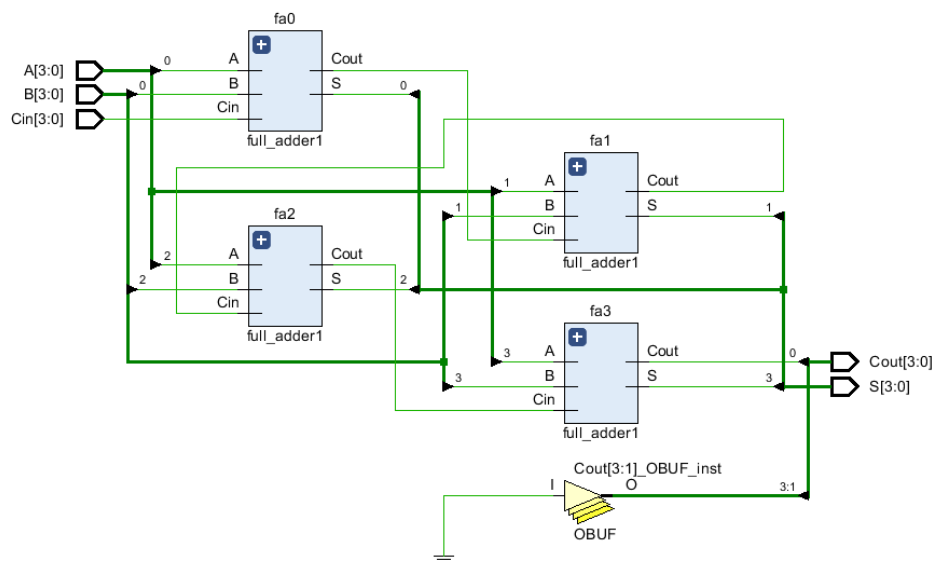 fa0
A[3:0]
0
A
Cout
B[3:0]
0
B
S
0
Cin[3:0]
Cin
full_adder1
fa1
1
A
Cout
1
B
S
1
Cin
full_adder1
fa2
2
A
Cout
2
B
S
2
Cin
full_adder1
fa3
3
A
Cout
0
Cout[3:0]
3
B
S
3
S[3:0]
Cin
full_adder1
Cout[3:1]_OBUF_inst
I
O
3:1
OBUF